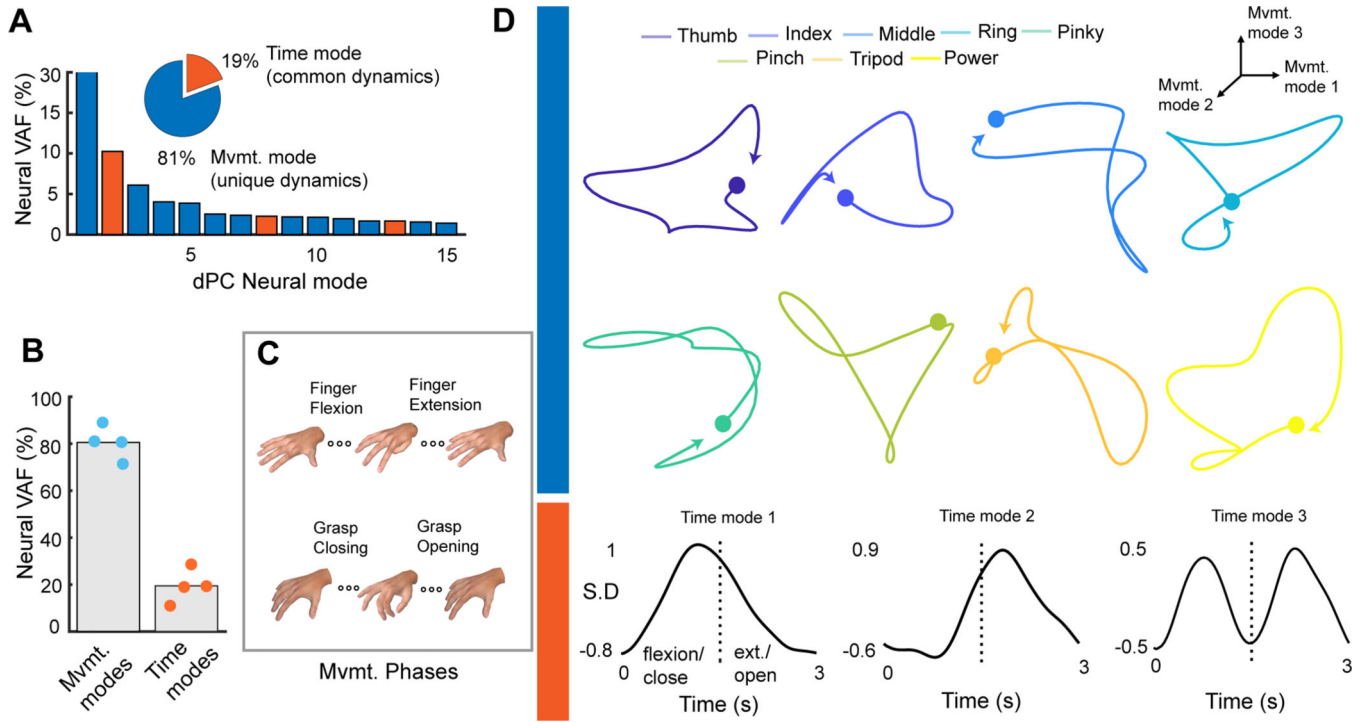 A
Neural VAF (%)
30
15
10
5
0
5
10
15
dPC Neural mode
19%
Time mode
(common dynamics)
81%
Mvmt. mode
(unique dynamics)
B
Neural VAF (%)
100
80
60
40
20
0
Mvmt.
modes
Time
modes
C
Finger
Flexion
Finger
Extension
Grasp
Closing
Grasp
Opening
Mvmt. Phases
D
Thumb
Index
Middle
Ring
Pinky
Pinch
Tripod
Power
Mvmt.
mode 3
Mvmt.
mode 1
Mvmt.
mode 2
Time mode 1
1
S.D
-0.8
0
flexion/
close
ext./
open
3
Time (s)
Time mode 2
0.9
-0.6
0
3
Time (s)
Time mode 3
0.5
-0.5
0
3
Time (s)